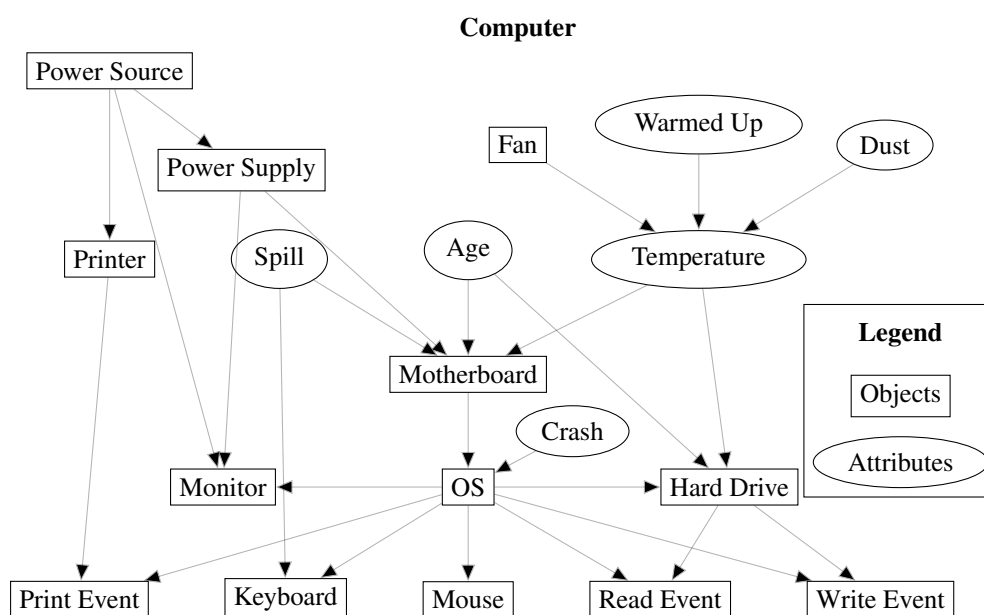 Computer
Power Source
Warmed Up
Fan
Dust
Power Supply
Printer
Spill
Age
Temperature
Legend
Motherboard
Objects
Crash
Attributes
Monitor
OS
Hard Drive
Print Event
Keyboard
Mouse
Read Event
Write Event